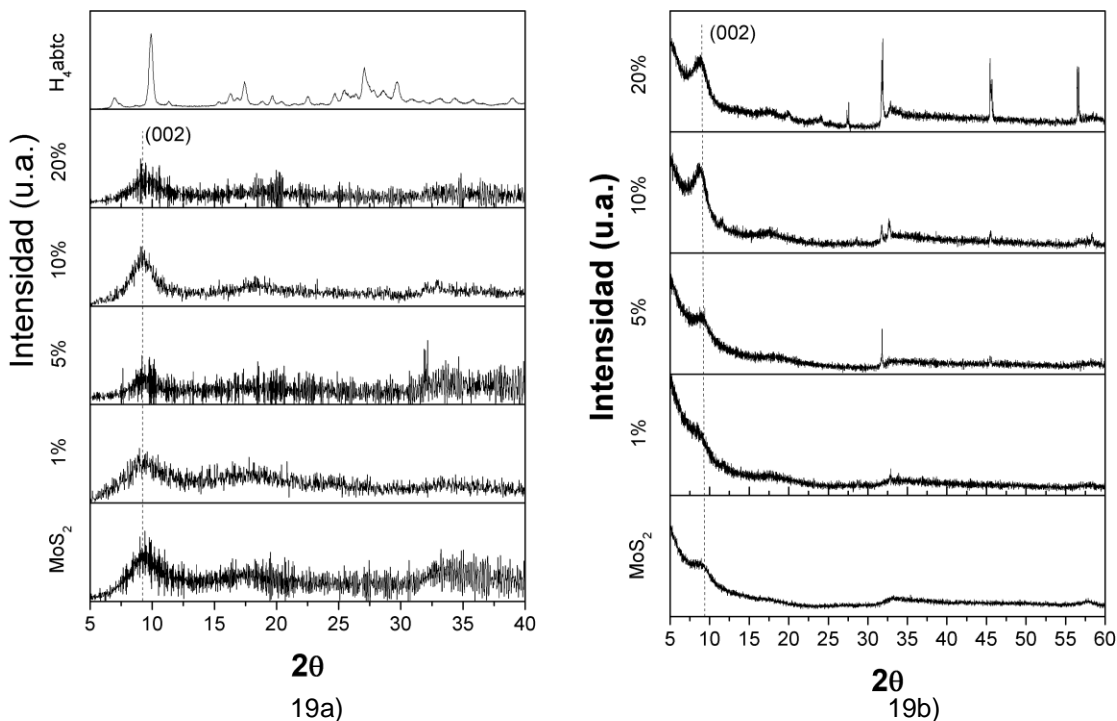 Intensidad (u.a.)
H₄abtc
20%
10%
5%
1%
MoS₂
(002)
5 10 15 20 25 30 35 40
2θ
19a)
Intensidad (u.a.)
20%
10%
5%
1%
MoS₂
(002)
5 10 15 20 25 30 35 40 45 50 55 60
2θ
19b)